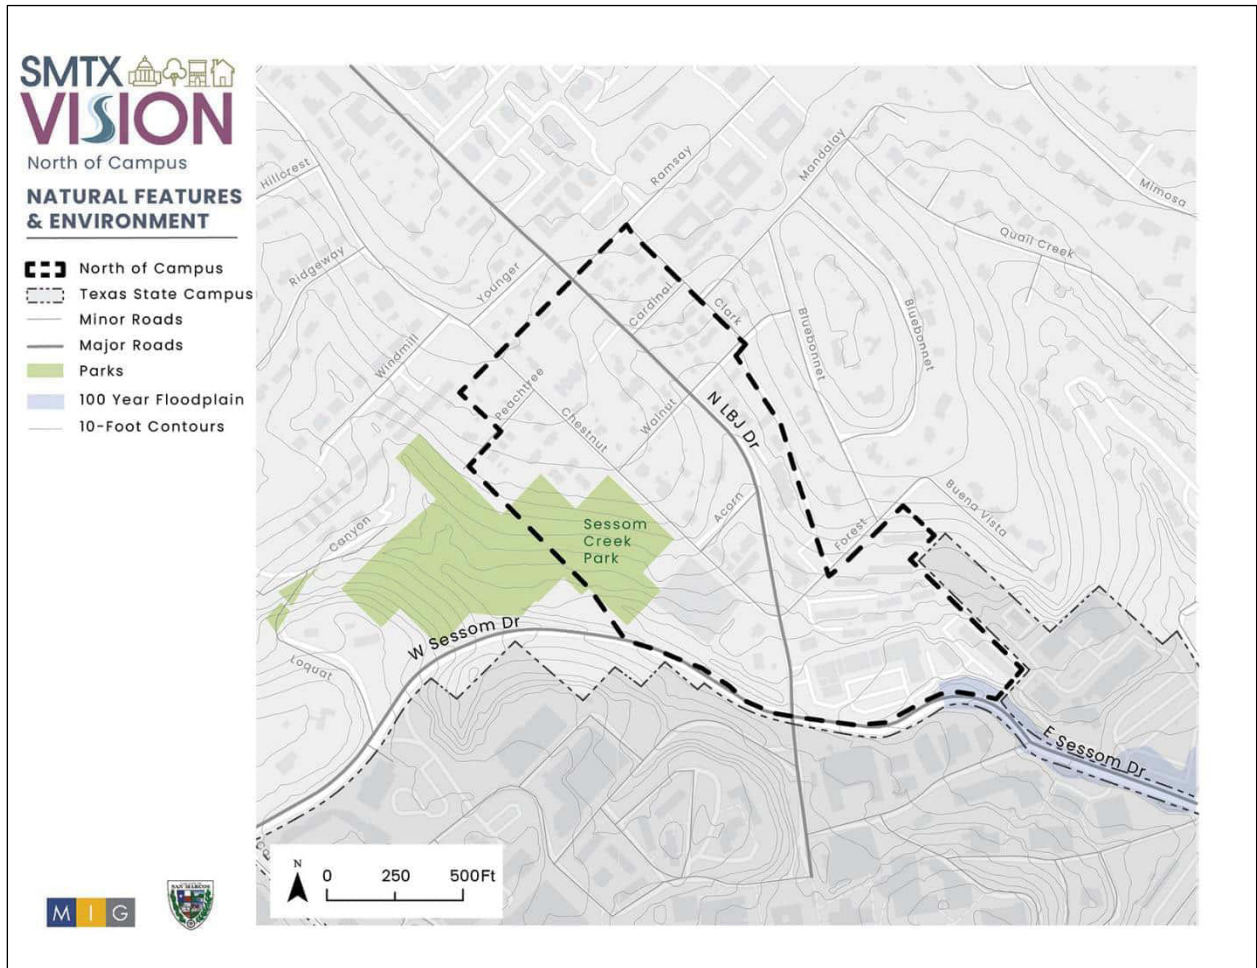 SMTX
VISION
North of Campus
NATURAL FEATURES
& ENVIRONMENT
North of Campus
Texas State Campus
Minor Roads
Major Roads
Parks
100 Year Floodplain
10-Foot Contours
Hillcrest
Ridgeway
Windmill
Younger
Ramsay
Mandalay
Mimosa
Quail Creek
Cardinal
Clark
Bluebonnet
Bluebonnet
Peachtree
Chestnut
Walnut
N LBJ Dr
Acorn
Forest
Buena Vista
Canyon
Sessom
Creek
Park
W Sessom Dr
Loquat
E Sessom Dr
N
0 250 500Ft
MIG
SAN MARCOS